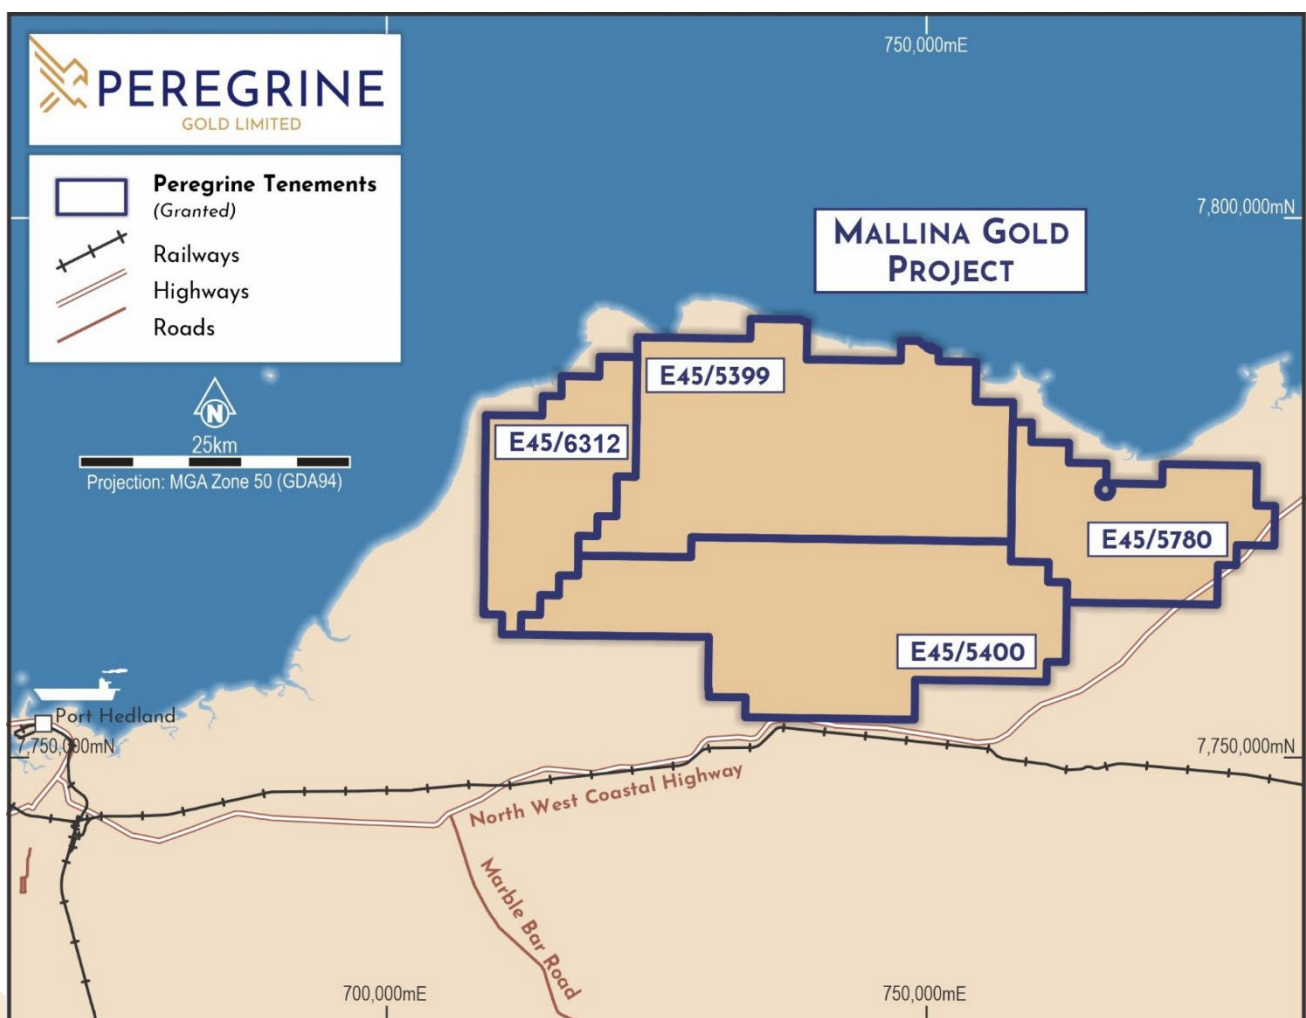 750,000mE
PEREGRINE
GOLD LIMITED
Peregrine Tenements
(Granted)
Railways
Highways
Roads
7,800,000mN
MALLINA GOLD
PROJECT
E45/5399
N
25km
Projection: MGA Zone 50 (GDA94)
E45/6312
E45/5780
E45/5400
Port Hedland
7,750,000mN
7,750,000mN
North West Coastal Highway
Marble Bar Road
700,000mE
750,000mE